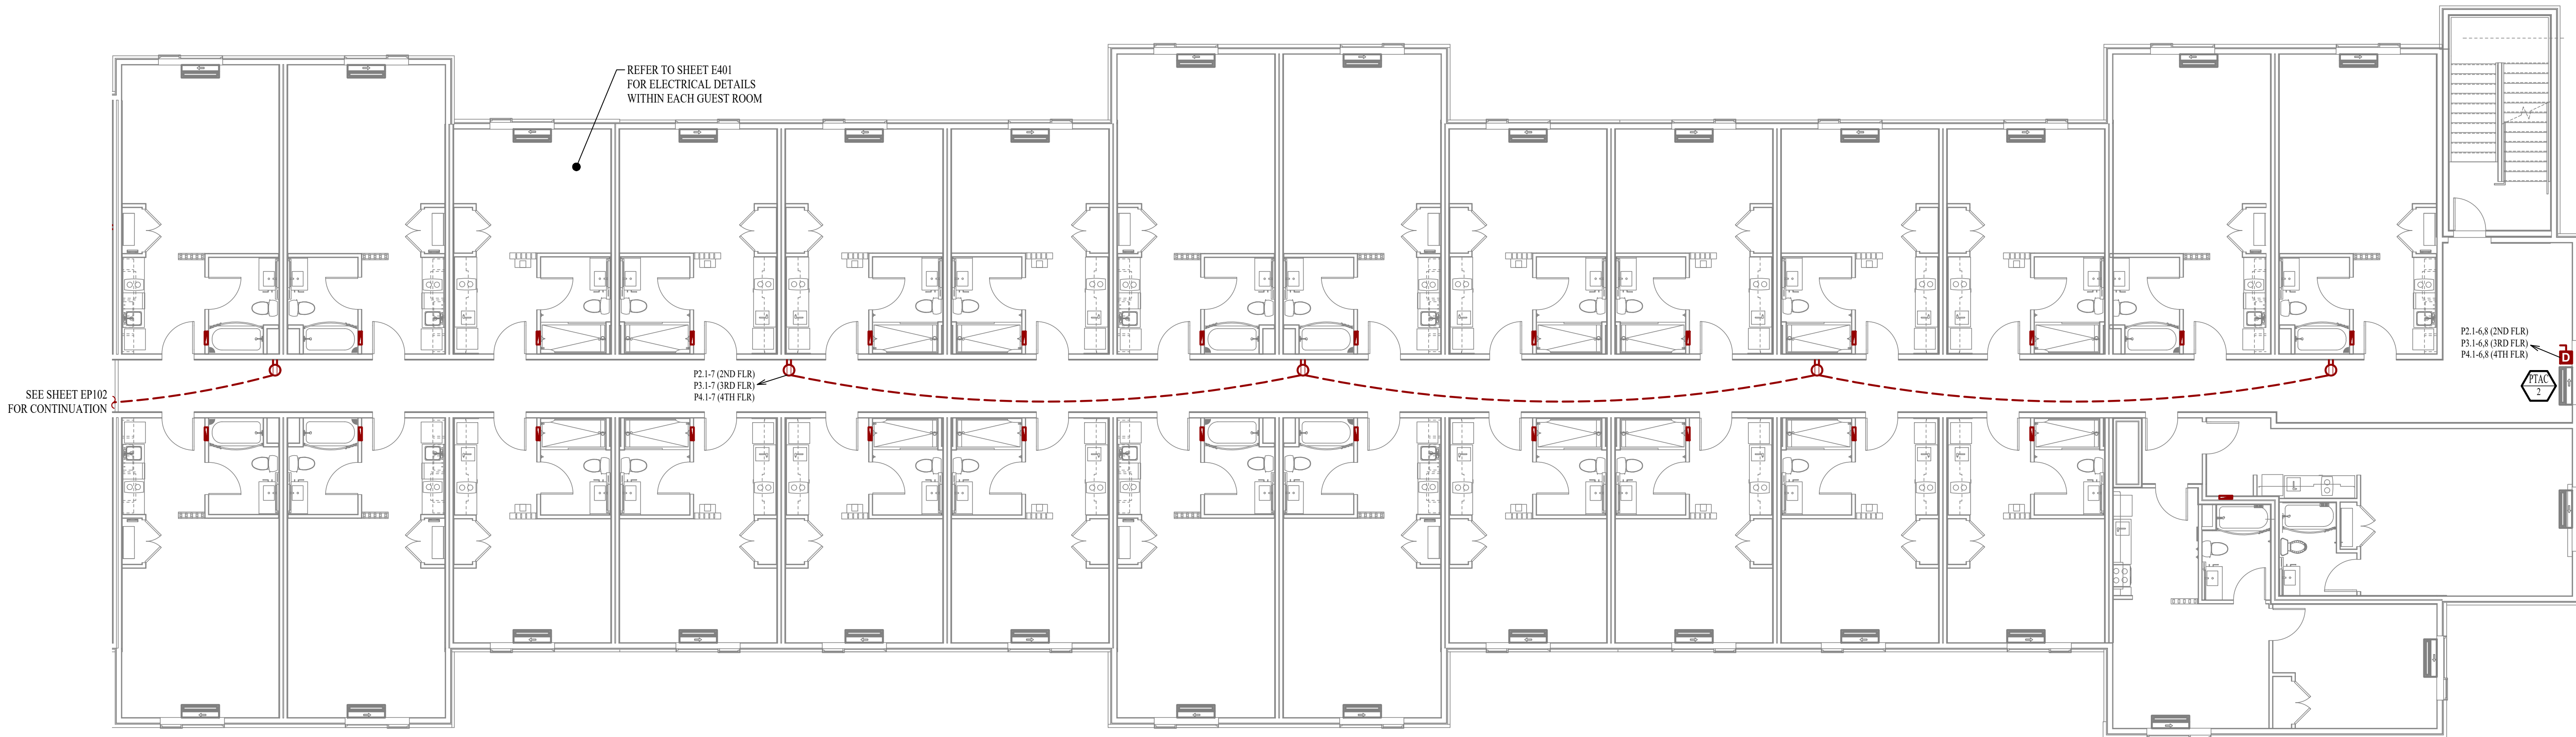 REFER TO SHEET E401
FOR ELECTRICAL DETAILS
WITHIN EACH GUEST ROOM
SEE SHEET EP102
FOR CONTINUATION
P2.1-7 (2ND FLR)
P3.1-7 (3RD FLR)
P4.1-7 (4TH FLR)
P2.1-6,8 (2ND FLR)
P3.1-6,8 (3RD FLR)
P4.1-6,8 (4TH FLR)
D
PTAC
2